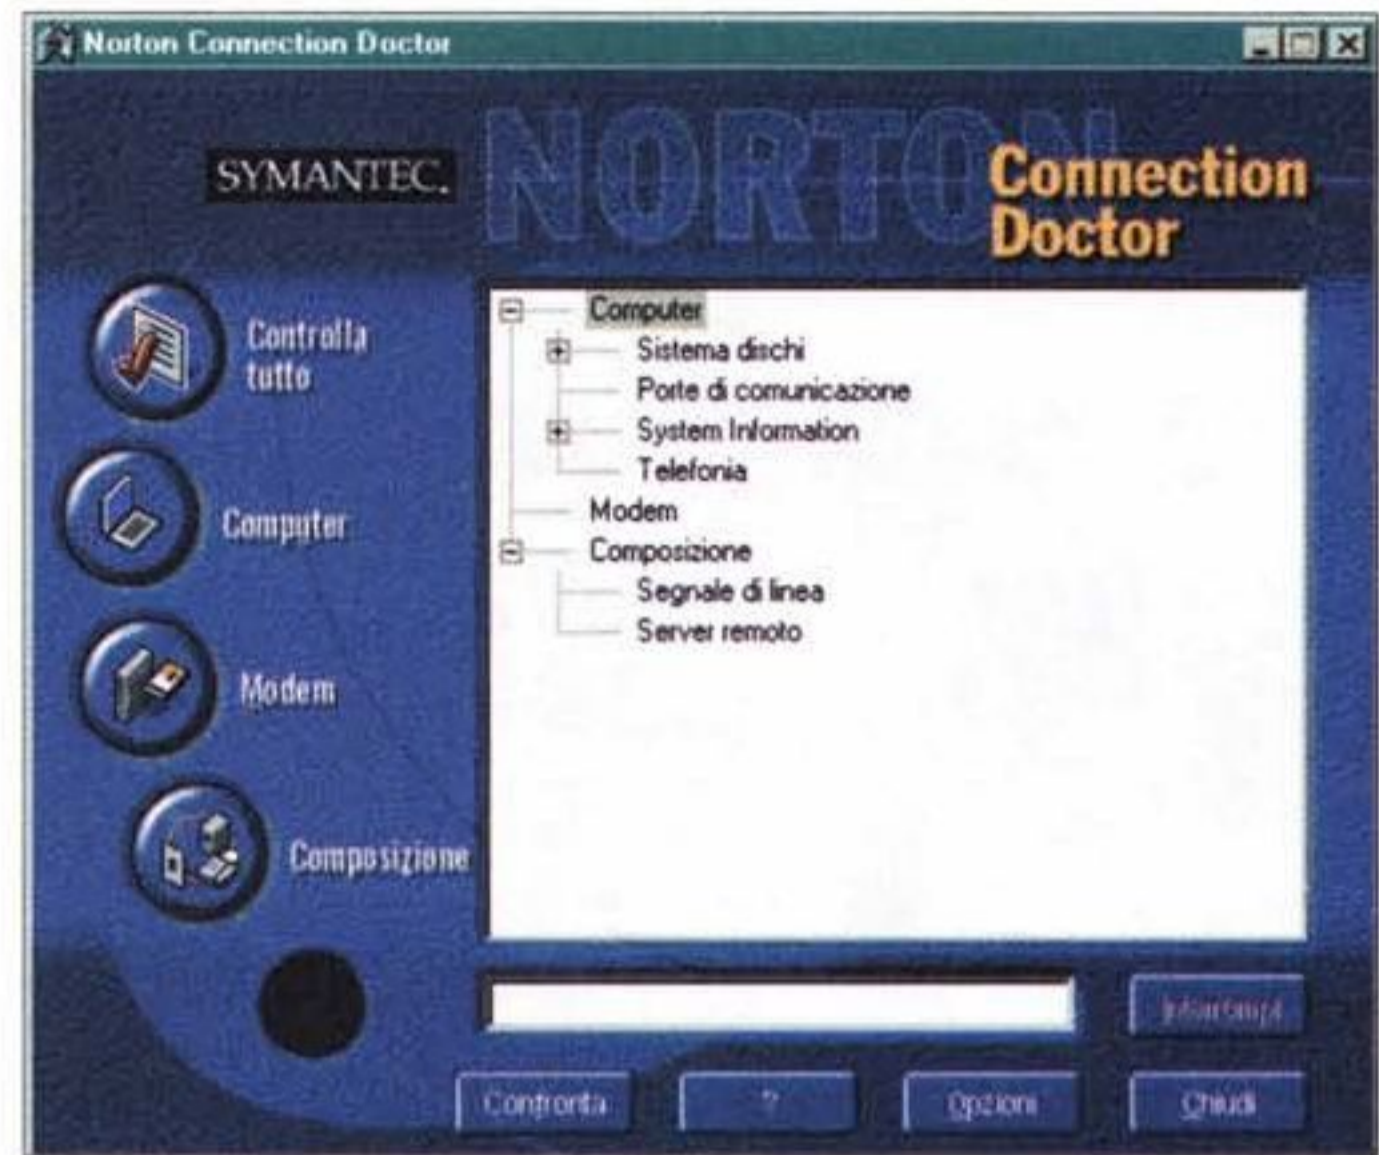 Norton Connection Doctor
SYMANTEC.
NORTON
Connection
Doctor
Controlla
tutto
Computer
Modem
Composizione
Computer
Sistema dischi
Porte di comunicazione
System Information
Telefonia
Modem
Composizione
Segnale di linea
Server remoto
Interrompi
Confronta
?
Opzioni
Chiudi